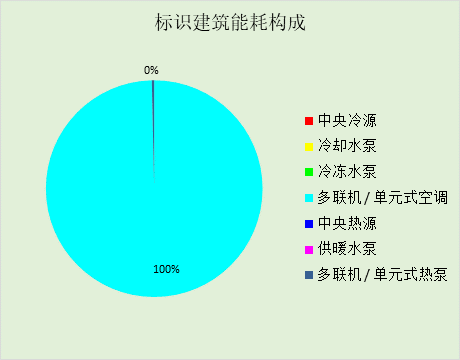 标识建筑能耗构成
0%
100%
中央冷源
冷却水泵
冷冻水泵
多联机/单元式空调
中央热源
供暖水泵
多联机/单元式热泵